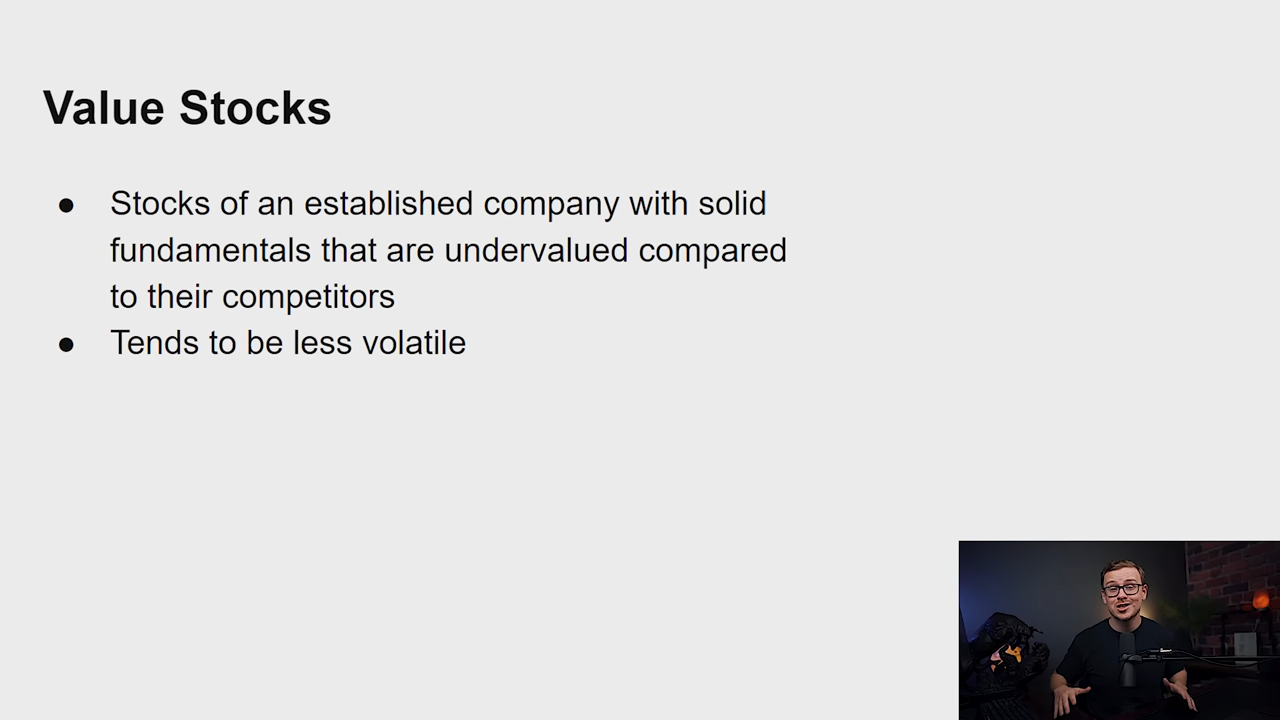 Value Stocks
● Stocks of an established company with solid
fundamentals that are undervalued compared
to their competitors
● Tends to be less volatile